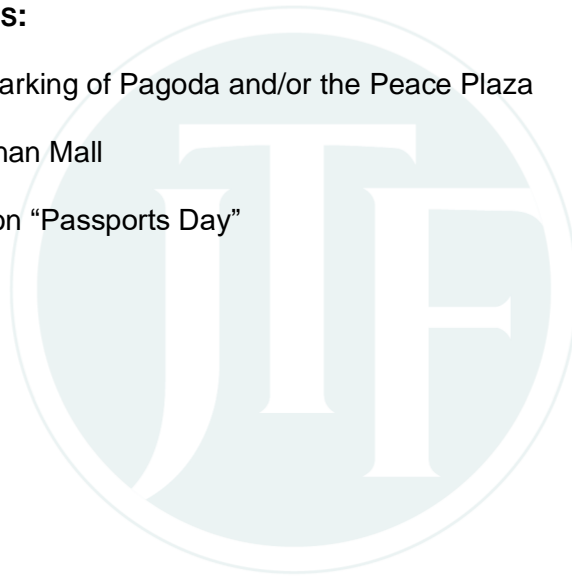 s:
arking of Pagoda and/or the Peace Plaza
han Mall
on “Passports Day”
JTF